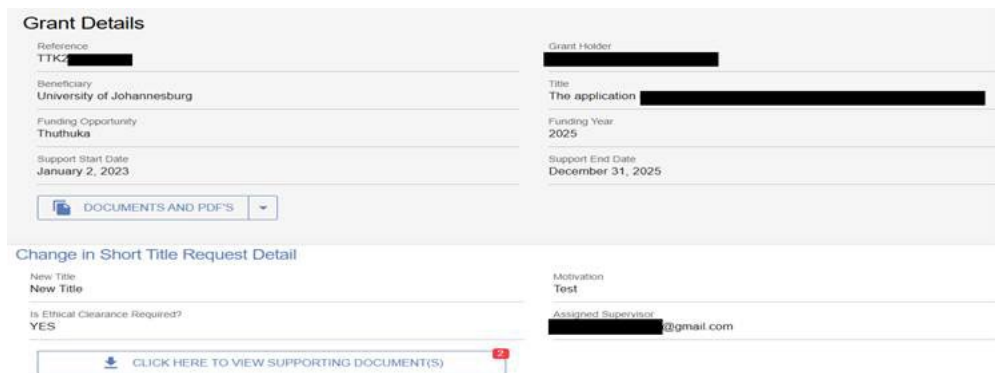 Grant Details
Reference
Grant Holder
TTK2
Beneficiary
Title
University of Johannesburg
The application
Funding Opportunity
Funding Year
Thuthuka
2025
Support Start Date
Support End Date
January 2, 2023
December 31, 2025
DOCUMENTS AND PDF'S
Change in Short Title Request Detail
New Title
Motivation
New Title
Test
Is Ethical Clearance Required?
Assigned Supervisor
YES
@gmail.com
2
CLICK HERE TO VIEW SUPPORTING DOCUMENT(S)